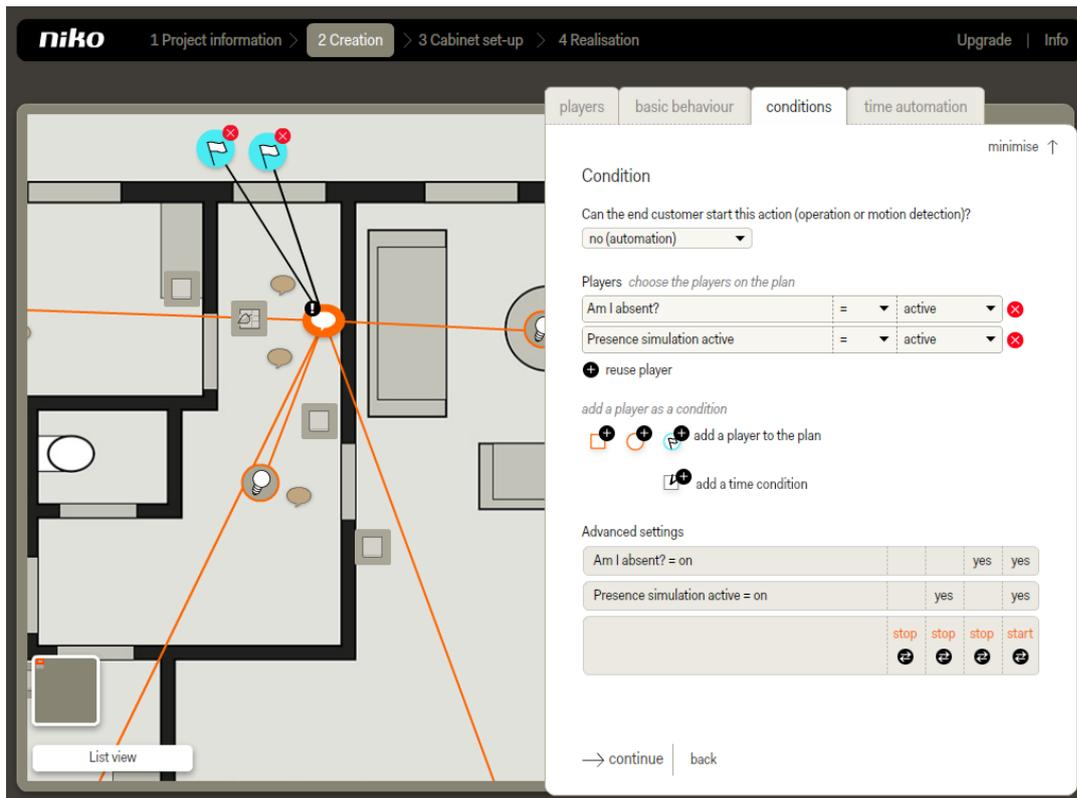 niko 1 Project information 2 Creation 3 Cabinet set-up 4 Realisation Upgrade | Info
players basic behaviour conditions time automation
minimise ↑
Condition
Can the end customer start this action (operation or motion detection)?
no (automation)
Players choose the players on the plan
Am I absent? = active
Presence simulation active = active
reuse player
add a player as a condition
add a player to the plan
add a time condition
Advanced settings
Am I absent? = on yes yes
Presence simulation active = on yes yes
stop stop stop start
List view
continue back